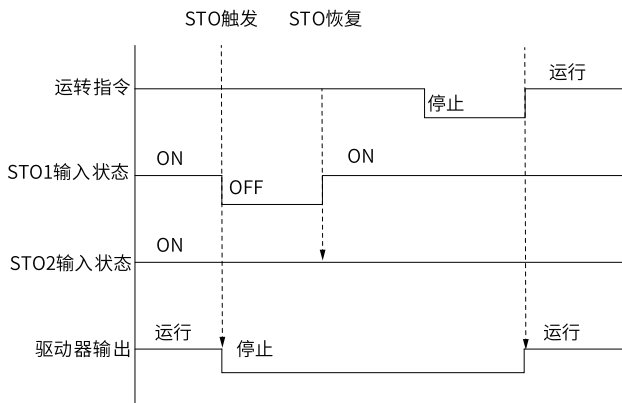 STO触发 STO恢复
运转指令 停止 运行
STO1输入状态 ON OFF ON
STO2输入状态 ON
驱动器输出 运行 停止 运行